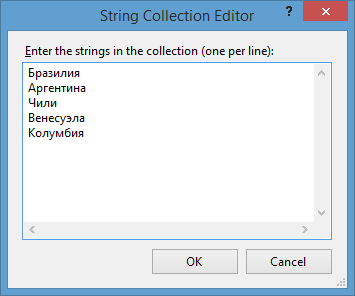 String Collection Editor
?
Enter the strings in the collection (one per line):
Бразилия
Аргентина
Чили
Венесуэла
Колумбия
OK
Cancel